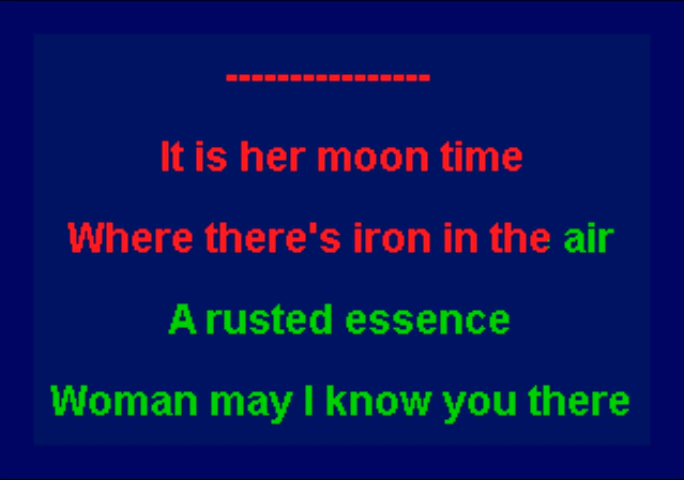 ----------------
It is her moon time
Where there's iron in the air
A rusted essence
Woman may I know you there